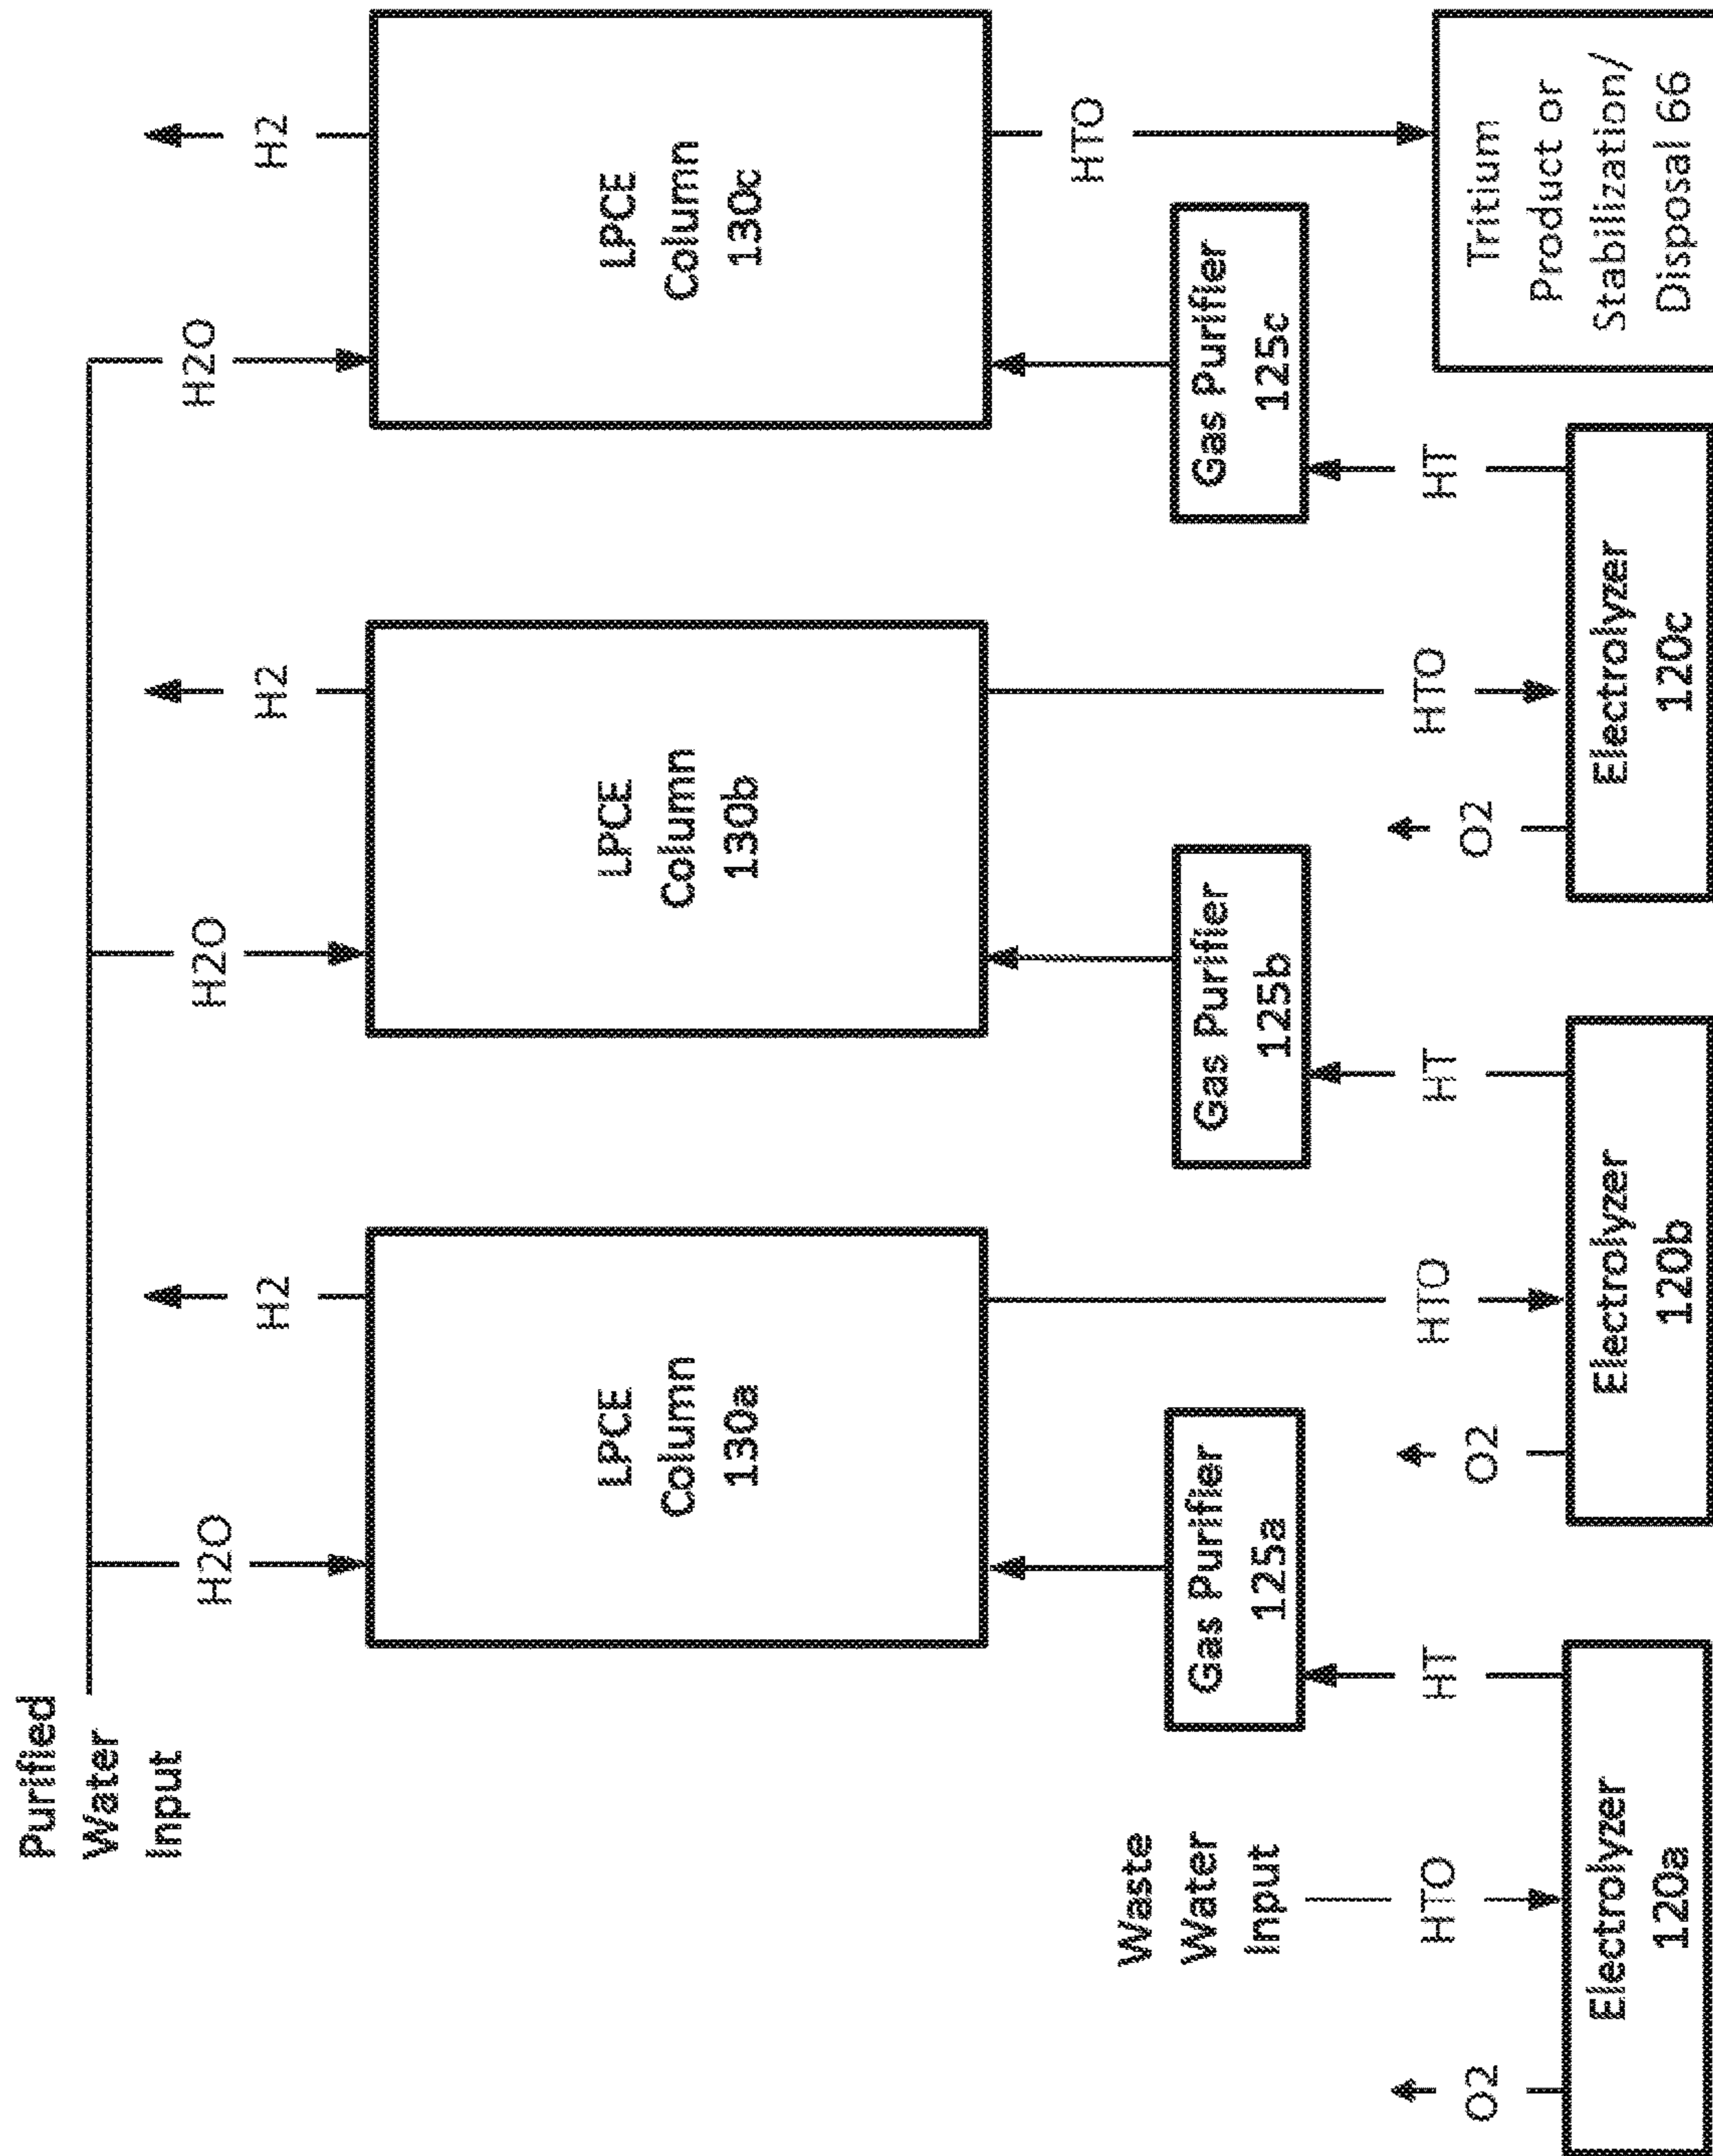 Purified
Water
Input
H2O
H2
H2O
H2
H2O
H2
LPCE
Column
130a
LPCE
Column
130b
LPCE
Column
130c
Waste
Water
Input
Gas Purifier
125a
Gas Purifier
125b
Gas Purifier
125c
HTO
O2
HTO
HT
O2
HTO
HT
O2
HTO
HT
Electrolyzer
120a
Electrolyzer
120b
Electrolyzer
120c
Tritium
Product or
Stabilization/
Disposal 66